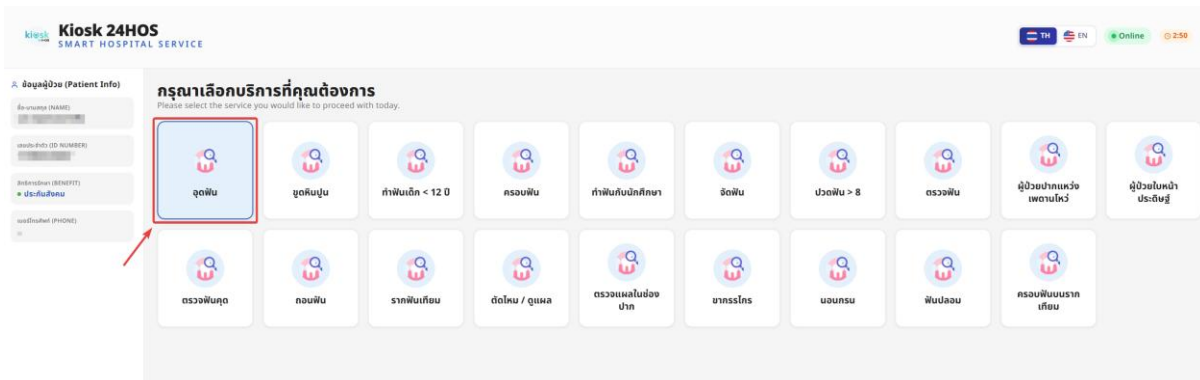 kiosk
Kiosk 24HOS
SMART HOSPITAL SERVICE
TH
EN
Online
2:50
ข้อมูลผู้ป่วย (Patient Info)
ชื่อ-นามสกุล (NAME)
เลขประจำตัว (ID NUMBER)
สิทธิการรักษา (BENEFIT)
ประกันสังคม
เบอร์โทรศัพท์ (PHONE)
กรุณาเลือกบริการที่คุณต้องการ
Please select the service you would like to proceed with today.
อุดฟัน
ขูดหินปูน
ทำฟันเด็ก < 12 ปี
ครอบฟัน
ทำฟันกับนักศึกษา
จัดฟัน
ปวดฟัน > 8
ตรวจฟัน
ผู้ป่วยปากแหว่ง
เพดานโหว่
ผู้ป่วยใบหน้า
ประดิษฐ์
ตรวจฟันคุด
ถอนฟัน
รากฟันเทียม
ตัดไหม / ดูแผล
ตรวจแผลในช่อง
ปาก
ขากรรไกร
นอนกรน
ฟันปลอม
ครอบฟันบนราก
เทียม